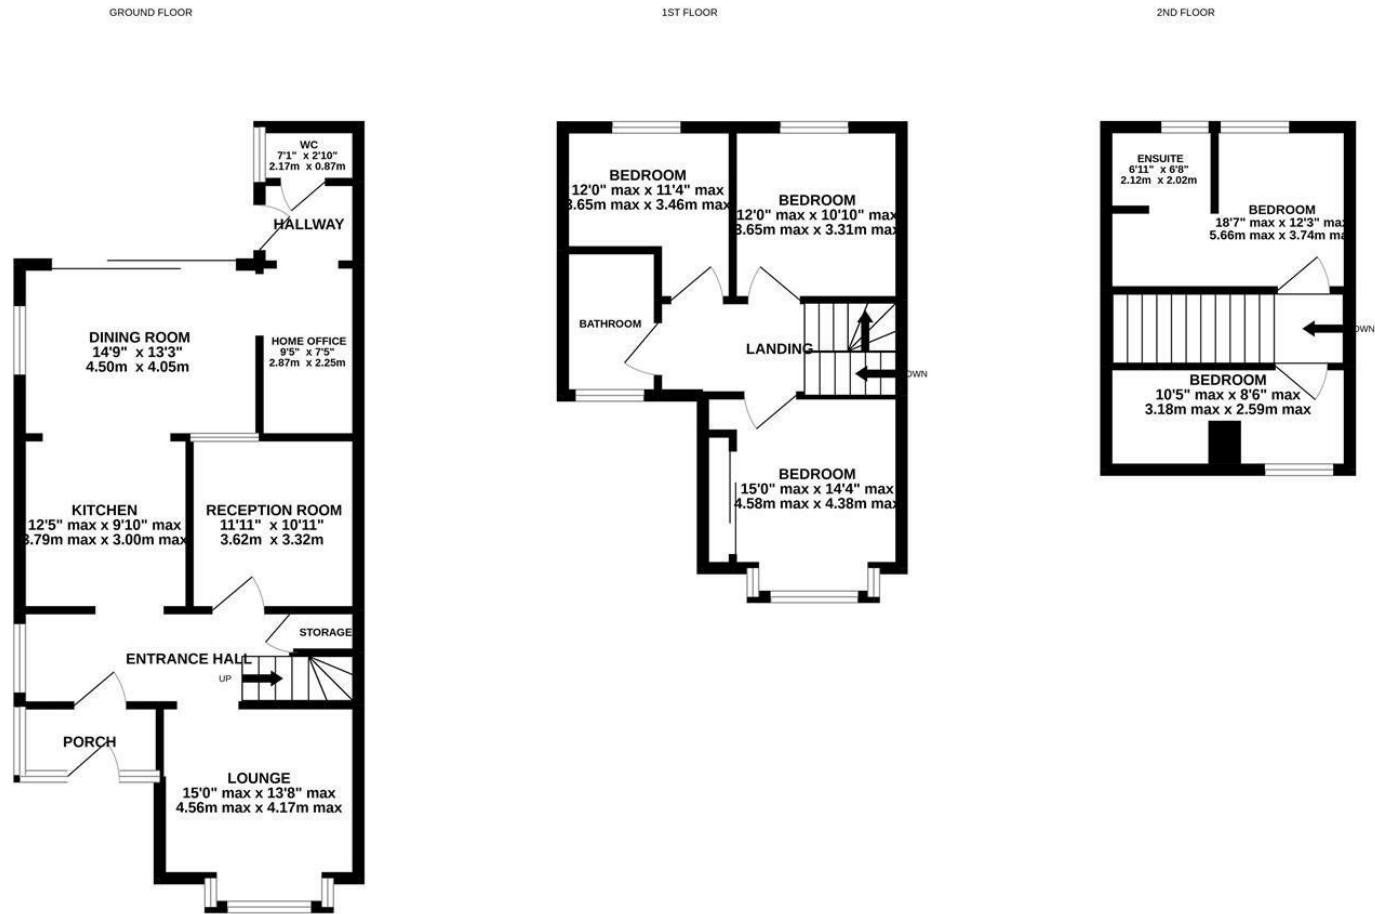 GROUND FLOOR
WC
7'1" x 2'10"
2.17m x 0.87m
HALLWAY
DINING ROOM
14'9" x 13'3"
4.50m x 4.05m
HOME OFFICE
9'5" x 7'5"
2.87m x 2.25m
KITCHEN
12'5" max x 9'10" max
3.79m max x 3.00m max
RECEPTION ROOM
11'11" x 10'11"
3.62m x 3.32m
STORAGE
ENTRANCE HALL
UP
PORCH
LOUNGE
15'0" max x 13'8" max
4.56m max x 4.17m max
1ST FLOOR
BEDROOM
12'0" max x 11'4" max
3.65m max x 3.46m max
BEDROOM
12'0" max x 10'10" max
3.65m max x 3.31m max
BATHROOM
LANDING
DOWN
BEDROOM
15'0" max x 14'4" max
4.58m max x 4.38m max
2ND FLOOR
ENSUITE
6'11" x 6'8"
2.12m x 2.02m
BEDROOM
18'7" max x 12'3" max
5.66m max x 3.74m max
DOWN
BEDROOM
10'5" max x 8'6" max
3.18m max x 2.59m max